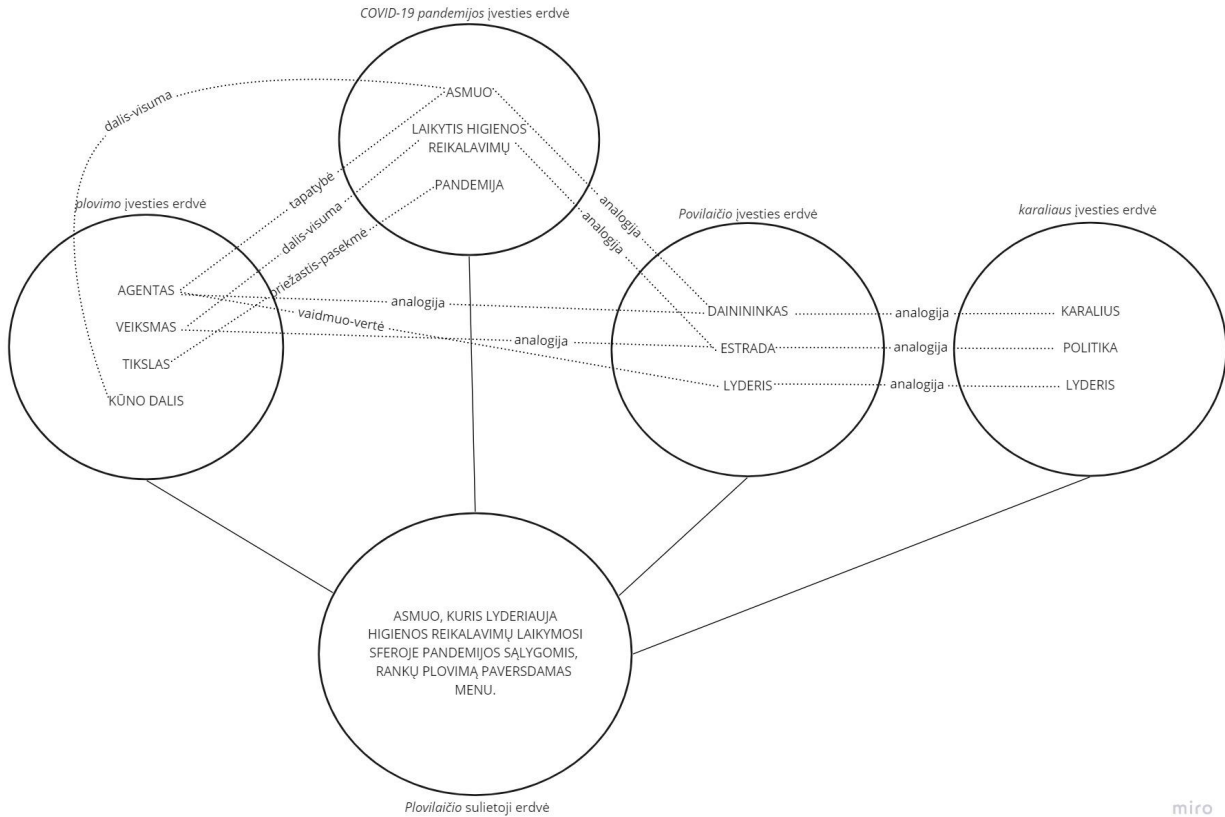 COVID-19 pandemijos įvesties erdvė
ASMUO
LAIKYTIS HIGIENOS
REIKALAVIMŲ
PANDEMIJA
dalis-visuma
tapatybė
dalis-visuma
priežastis-pasekmė
analogija
analogija
plovimo įvesties erdvė
AGENTAS
VEIKSMAS
TIKSLAS
KŪNO DALIS
analogija
vaidmuo-vertė
analogija
Povilaičio įvesties erdvė
DAINININKAS
ESTRADA
LYDERIS
analogija
analogija
analogija
karaliaus įvesties erdvė
KARALIUS
POLITIKA
LYDERIS
ASMUO, KURIS LYDERIAUJA
HIGIENOS REIKALAVIMŲ LAIKYMOSI
SFEROJE PANDEMIJOS SĄLYGOMIS,
RANKŲ PLOVIMĄ PAVERSDAMAS
MENU.
Plovilaičio sulietoji erdvė
miro